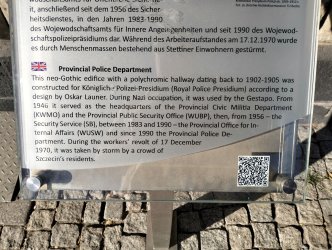 it, anschließend seit dem 1956 des Sicher-
heitsdienstes, in den Jahren 1983-1990
des Wojewodschaftsamts für Innere Angelegenheiten und seit 1990 des Wojewod-
schaftspolizeipräsidiums dar. Während des Arbeiteraufstandes am 17.12.1970 wurde
es durch Menschenmassen bestehend aus Stettiner Einwohnern gestürmt.
Provincial Police Department
This neo-Gothic edifice with a polychromic hallway dating back to 1902-1905 was
constructed for Königlich-Polizei-Presidium (Royal Police Presidium) according to a
design by Oskar Launer. During Nazi occupation, it was used by the Gestapo. From
1946 it served as the headquarters of the Provincial Civic Militia Department
(KWMO) and the Provincial Public Security Office (WUBP), then, from 1956 – the
Security Service (SB), between 1983 and 1990 – the Provincial Office for In-
ternal Affairs (WUSW) and since 1990 the Provincial Police De-
partment. During the workers' revolt of 17 December
1970, it was taken by storm by a crowd of
Szczecin's residents.